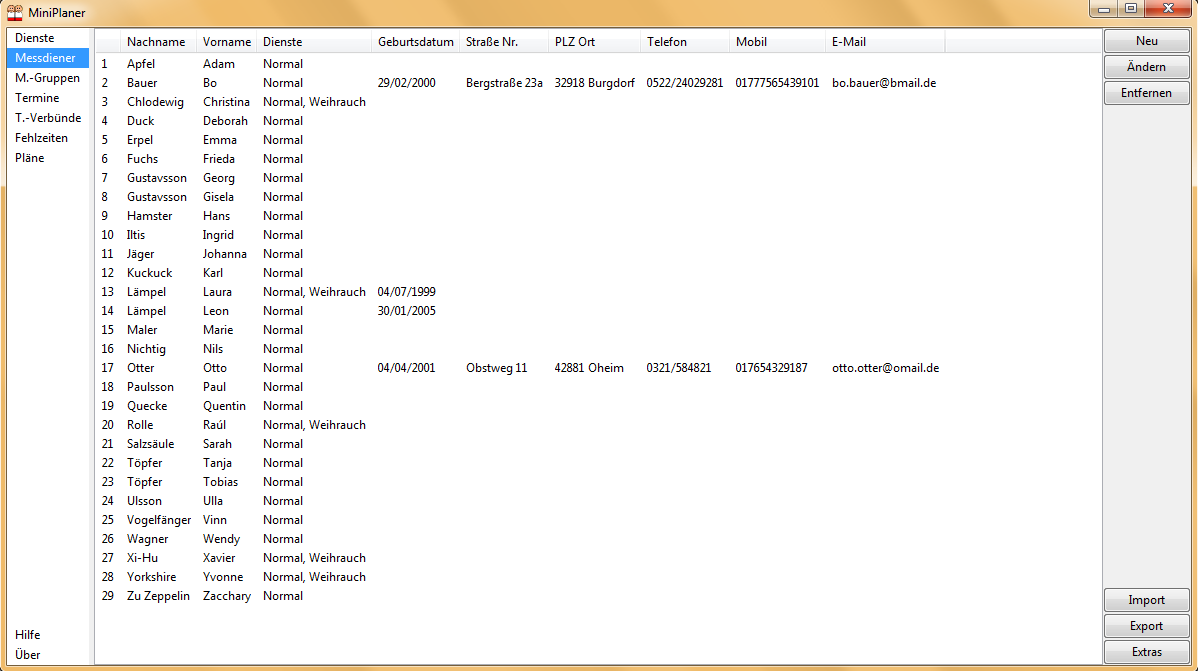 MiniPlaner
Dienste
Messdiener
M.-Gruppen
Termine
T.-Verbünde
Fehlzeiten
Pläne
Hilfe
Über
Nachname Vorname Dienste Geburtsdatum Straße Nr. PLZ Ort Telefon Mobil E-Mail
1 Apfel Adam Normal
2 Bauer Bo Normal 29/02/2000 Bergstraße 23a 32918 Burgdorf 0522/24029281 01777565439101 bo.bauer@bmail.de
3 Chlodewig Christina Normal, Weihrauch
4 Duck Deborah Normal
5 Erpel Emma Normal
6 Fuchs Frieda Normal
7 Gustavsson Georg Normal
8 Gustavsson Gisela Normal
9 Hamster Hans Normal
10 Iltis Ingrid Normal
11 Jäger Johanna Normal
12 Kuckuck Karl Normal
13 Lämpel Laura Normal, Weihrauch 04/07/1999
14 Lämpel Leon Normal 30/01/2005
15 Maler Marie Normal
16 Nichtig Nils Normal
17 Otter Otto Normal 04/04/2001 Obstweg 11 42881 Oheim 0321/584821 017654329187 otto.otter@omail.de
18 Paulsson Paul Normal
19 Quecke Quentin Normal
20 Rolle Raúl Normal, Weihrauch
21 Salzsäule Sarah Normal
22 Töpfer Tanja Normal
23 Töpfer Tobias Normal
24 Ulsson Ulla Normal
25 Vogelfänger Vinn Normal
26 Wagner Wendy Normal
27 Xi-Hu Xavier Normal, Weihrauch
28 Yorkshire Yvonne Normal, Weihrauch
29 Zu Zeppelin Zacchary Normal
Neu
Ändern
Entfernen
Import
Export
Extras